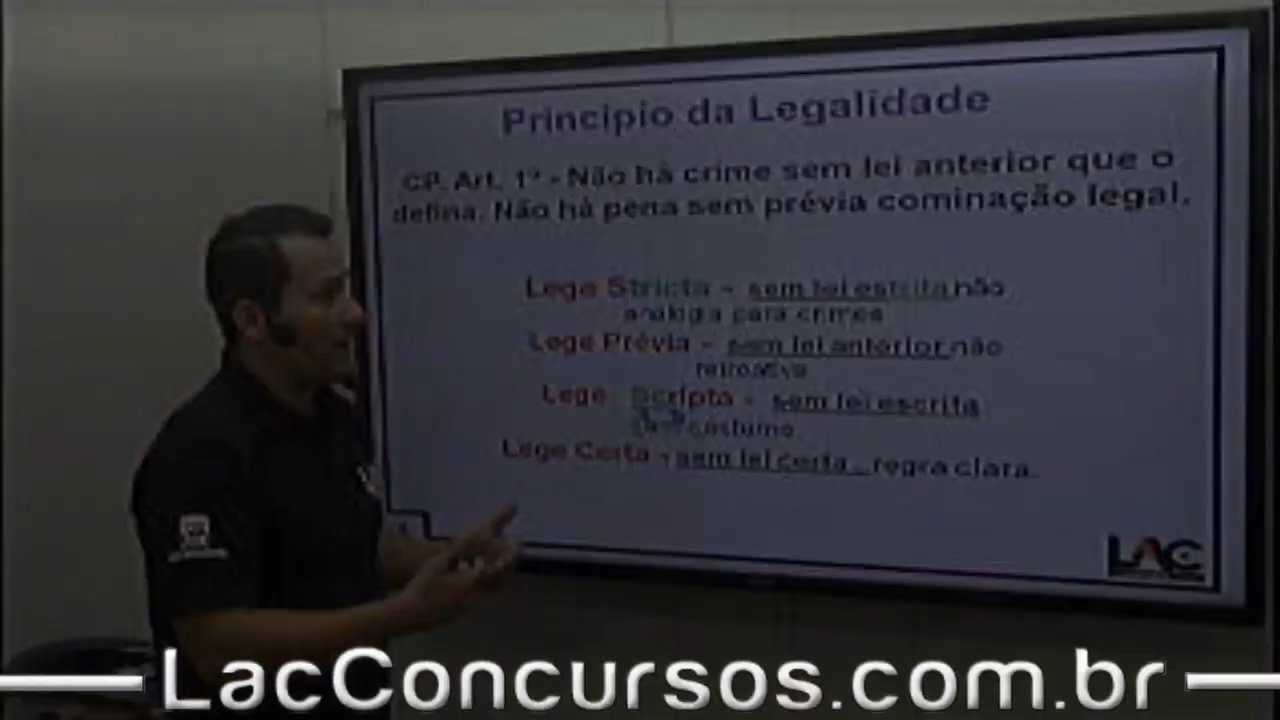 Principio da Legalidade
CP. Art. 1º - Não há crime sem lei anterior que o
defina. Não há pena sem prévia cominação legal.
Lege Stricta - sem lei estrita não
analogia para crimes
Lege Prévia - sem lei anterior não
retroativa
Lege Scripta - sem lei escrita
costumo
Lege Certa - sem lei certa regra clara
LAC
LacConcursos.com.br